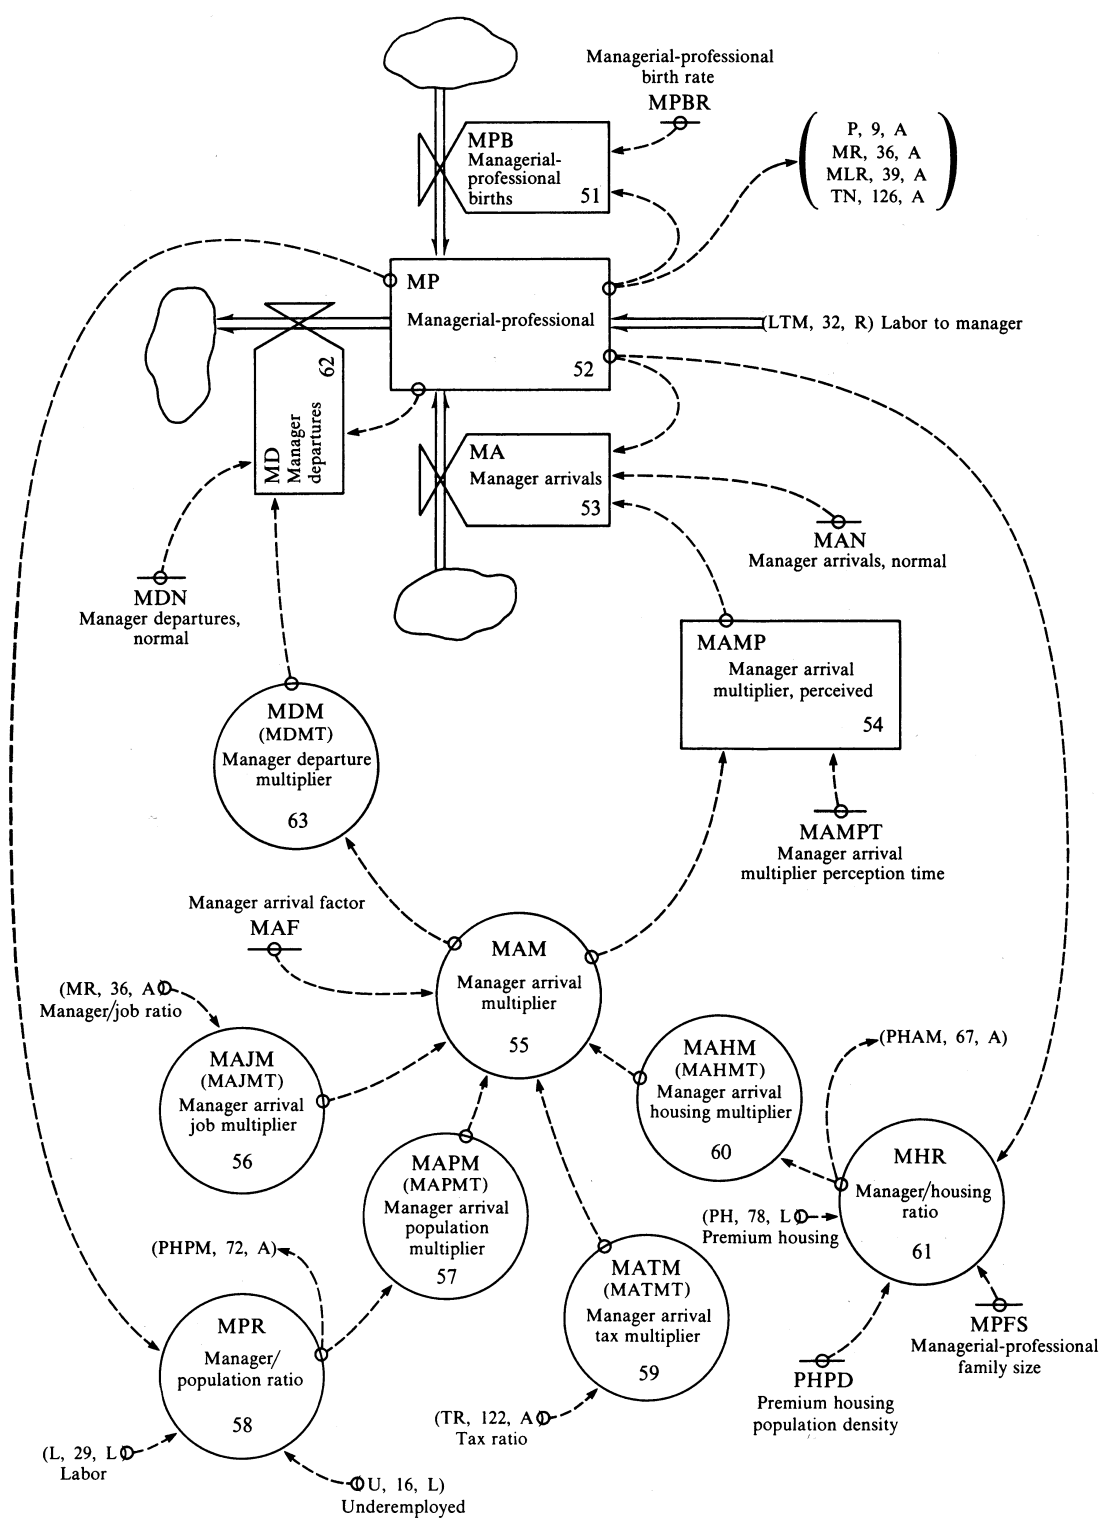 Managerial-professional
birth rate
MPBR
MPB
Managerial-
professional
births
51
P, 9, A
MR, 36, A
MLR, 39, A
TN, 126, A
MP
Managerial-professional
52
(LTM, 32, R) Labor to manager
62
MD
Manager
departures
MA
Manager arrivals
53
MAN
Manager arrivals, normal
MDN
Manager departures,
normal
MAMP
Manager arrival
multiplier, perceived
54
MDM
(MDMT)
Manager departure
multiplier
63
MAMPT
Manager arrival
multiplier perception time
Manager arrival factor
MAF
MAM
Manager arrival
multiplier
55
(MR, 36, A)
Manager/job ratio
MAJM
(MAJMT)
Manager arrival
job multiplier
56
MAHM
(MAHMT)
Manager arrival
housing multiplier
60
(PHAM, 67, A)
MAPM
(MAPMT)
Manager arrival
population
multiplier
57
MHR
Manager/housing
ratio
61
(PH, 78, L)
Premium housing
(PHPM, 72, A)
MATM
(MATMT)
Manager arrival
tax multiplier
59
MPR
Manager/
population ratio
58
MPFS
Managerial-professional
family size
PHPD
Premium housing
population density
(TR, 122, A)
Tax ratio
(L, 29, L)
Labor
(U, 16, L)
Underemployed